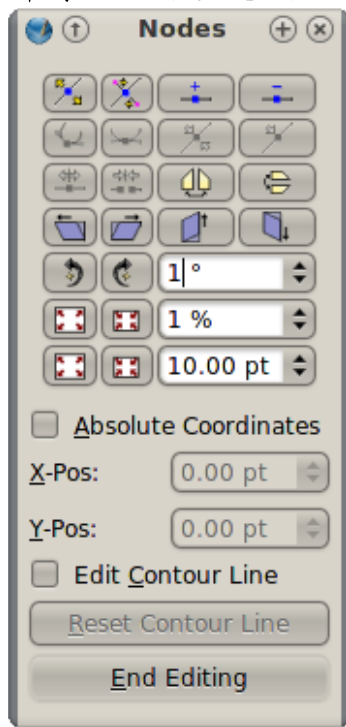 Nodes
1 °
1 %
10.00 pt
Absolute Coordinates
X-Pos: 0.00 pt
Y-Pos: 0.00 pt
Edit Contour Line
Reset Contour Line
End Editing